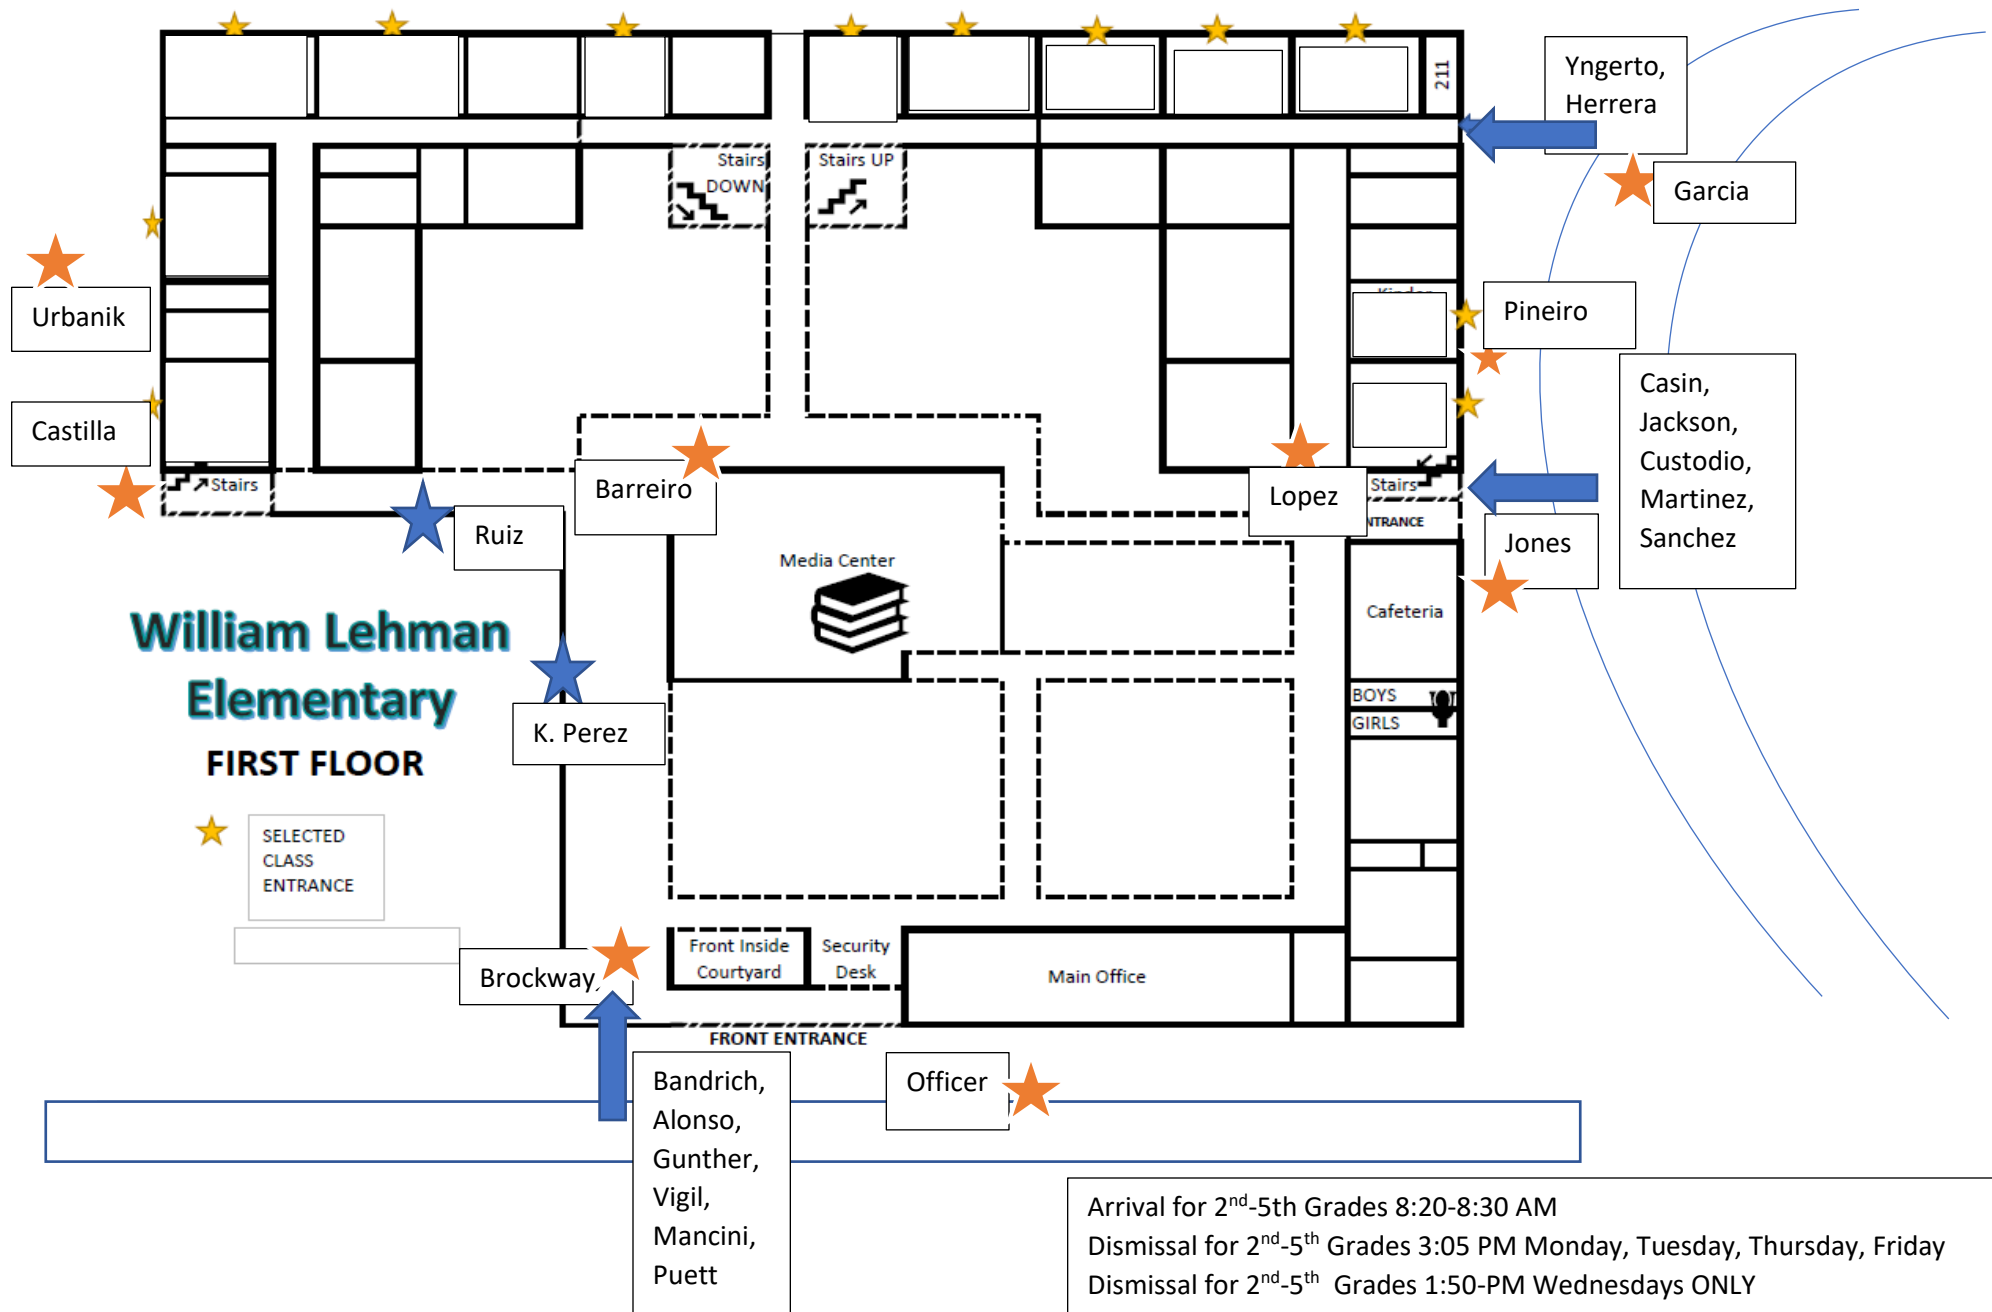 211
Yngerto,
Herrera
Garcia
Stairs
DOWN
Stairs UP
Urbanik
Pineiro
Castilla
Casin,
Jackson,
Custodio,
Martinez,
Sanchez
Stairs
Barreiro
Lopez
Stairs
NTRANCE
Ruiz
Jones
Media Center
Cafeteria
William Lehman
Elementary
FIRST FLOOR
K. Perez
BOYS
GIRLS
SELECTED
CLASS
ENTRANCE
Brockway
Front Inside
Courtyard
Security
Desk
Main Office
FRONT ENTRANCE
Bandrich,
Alonso,
Gunther,
Vigil,
Mancini,
Puett
Officer
Arrival for 2nd-5th Grades 8:20-8:30 AM
Dismissal for 2nd-5th Grades 3:05 PM Monday, Tuesday, Thursday, Friday
Dismissal for 2nd-5th Grades 1:50-PM Wednesdays ONLY